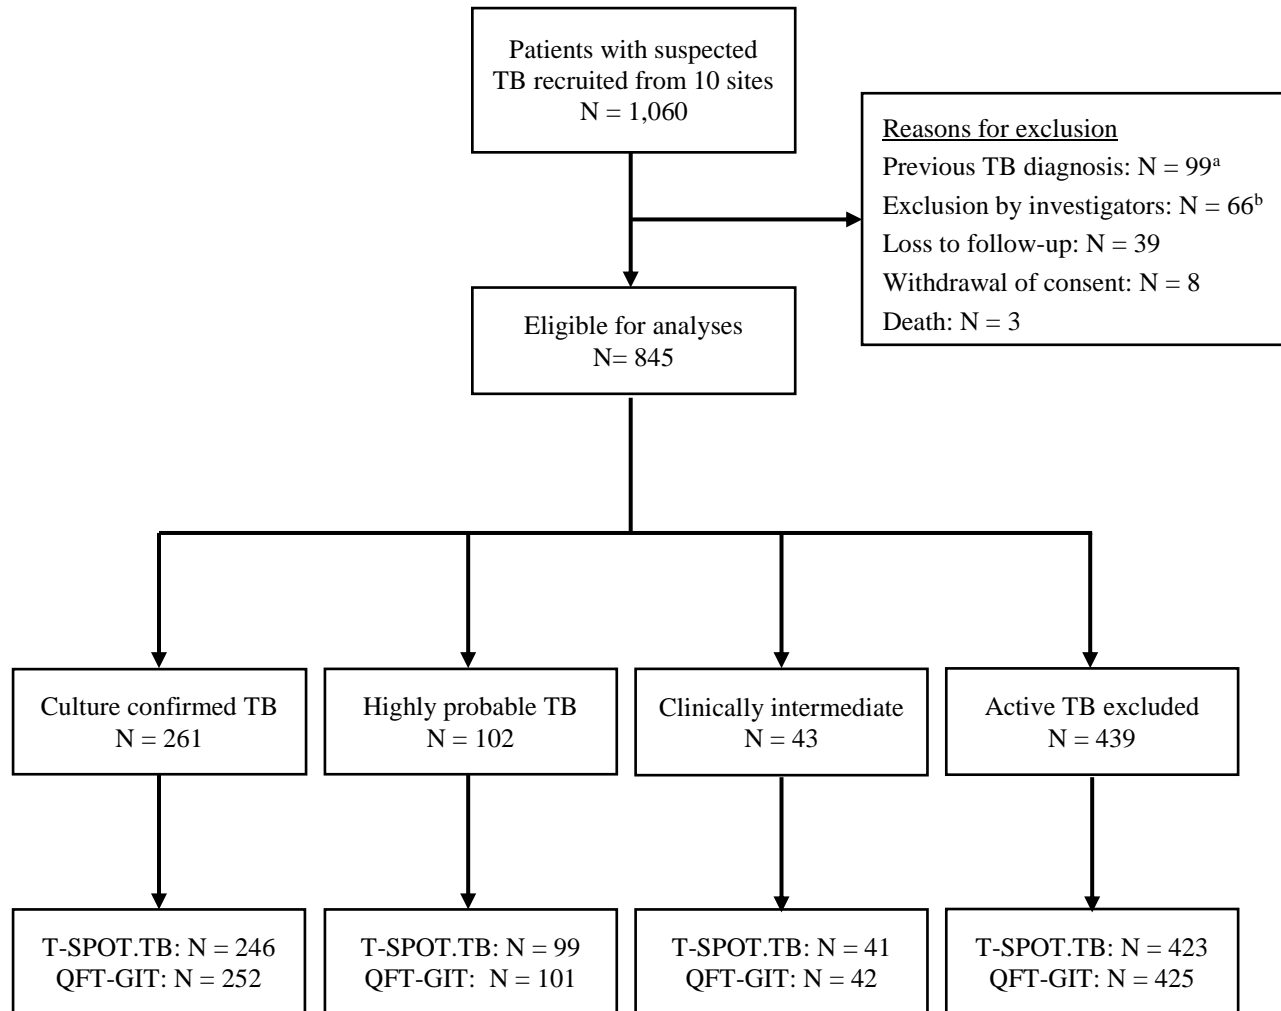 Patients with suspected
TB recruited from 10 sites
N = 1,060
Reasons for exclusion
Previous TB diagnosis: N = 99ᵃ
Exclusion by investigators: N = 66ᵇ
Loss to follow-up: N = 39
Withdrawal of consent: N = 8
Death: N = 3
Eligible for analyses
N= 845
Culture confirmed TB
N = 261
Highly probable TB
N = 102
Clinically intermediate
N = 43
Active TB excluded
N = 439
T-SPOT.TB: N = 246
QFT-GIT: N = 252
T-SPOT.TB: N = 99
QFT-GIT:  N = 101
T-SPOT.TB: N = 41
QFT-GIT: N = 42
T-SPOT.TB: N = 423
QFT-GIT: N = 425